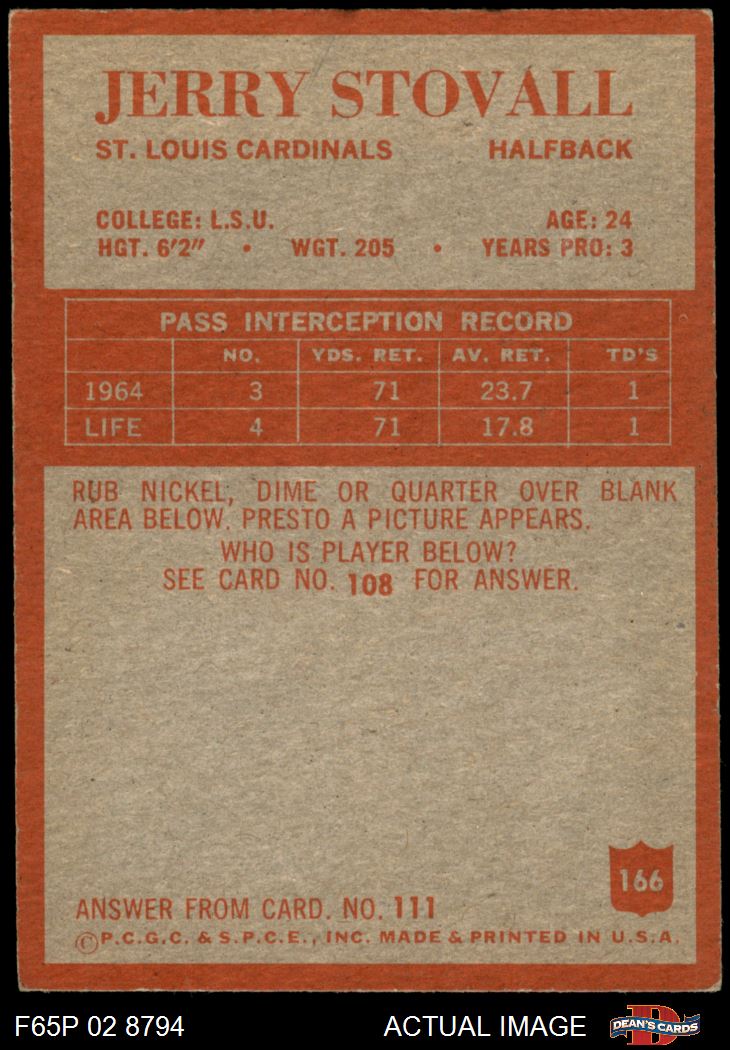 JERRY STOVALL
ST. LOUIS CARDINALS HALFBACK
COLLEGE: L.S.U. AGE: 24
HGT. 6'2" • WGT. 205 • YEARS PRO: 3
PASS INTERCEPTION RECORD
NO. YDS. RET. AV. RET. TD'S
1964 3 71 23.7 1
LIFE 4 71 17.8 1
RUB NICKEL, DIME OR QUARTER OVER BLANK
AREA BELOW. PRESTO A PICTURE APPEARS.
WHO IS PLAYER BELOW?
SEE CARD NO. 108 FOR ANSWER.
166
ANSWER FROM CARD. NO. 111
©P.C.G.C. & S.P.C.E., INC. MADE & PRINTED IN U.S.A.
F65P 02 8794 ACTUAL IMAGE D DEAN'S CARDS